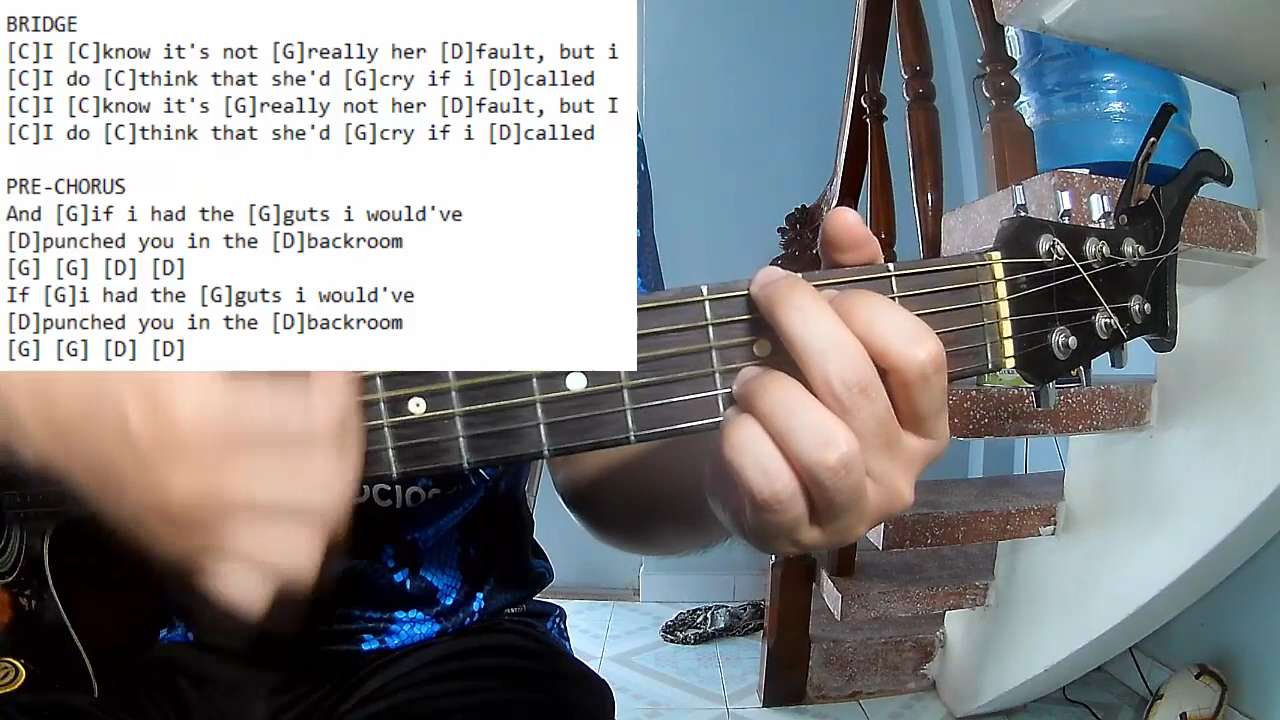 BRIDGE
[C]I [C]know it's not [G]really her [D]fault, but i
[C]I do [C]think that she'd [G]cry if i [D]called
[C]I [C]know it's [G]really not her [D]fault, but I
[C]I do [C]think that she'd [G]cry if i [D]called
PRE-CHORUS
And [G]if i had the [G]guts i would've
[D]punched you in the [D]backroom
[G] [G] [D] [D]
If [G]i had the [G]guts i would've
[D]punched you in the [D]backroom
[G] [G] [D] [D]